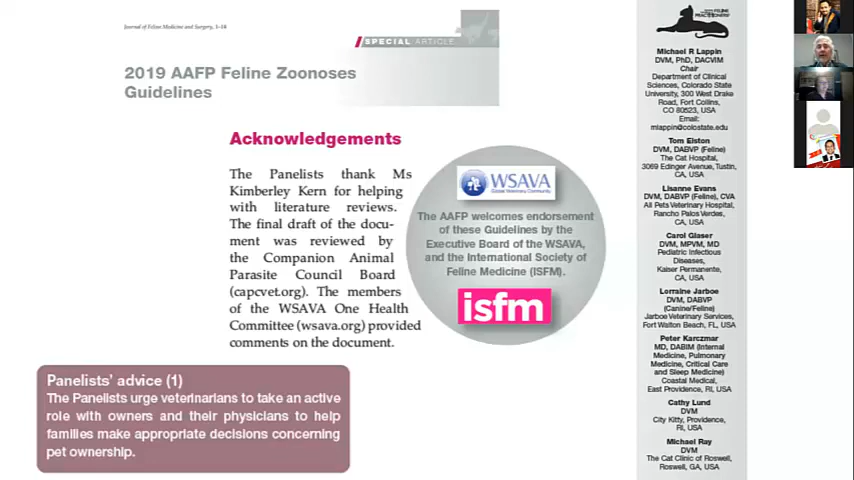 Journal of Feline Medicine and Surgery, 1–18
SPECIAL ARTICLE
2019 AAFP Feline Zoonoses
Guidelines
Acknowledgements
The Panelists thank Ms
Kimberley Kern for helping
with literature reviews.
The final draft of the docu-
ment was reviewed by
the Companion Animal
Parasite Council Board
(capcvet.org). The members
of the WSAVA One Health
Committee (wsava.org) provided
comments on the document.
WSAVA
Global Veterinary Community
The AAFP welcomes endorsement
of these Guidelines by the
Executive Board of the WSAVA,
and the International Society of
Feline Medicine (ISFM).
isfm
Panelists' advice (1)
The Panelists urge veterinarians to take an active
role with owners and their physicians to help
families make appropriate decisions concerning
pet ownership.
FELINE
PRACTITIONERS
Michael R Lappin
DVM, PhD, DACVIM
Chair
Department of Clinical
Sciences, Colorado State
University, 300 West Drake
Road, Fort Collins,
CO 80523, USA
Email:
mlappin@colostate.edu
Tom Elston
DVM, DABVP (Feline)
The Cat Hospital,
3069 Edinger Avenue, Tustin,
CA, USA
Lisanne Evans
DVM, DABVP (Feline), CVA
All Pets Veterinary Hospital,
Rancho Palos Verdes,
CA, USA
Carol Glaser
DVM, MPVM, MD
Pediatric Infectious
Diseases,
Kaiser Permanente,
CA, USA
Lorraine Jarboe
DVM, DABVP
(Canine/Feline)
Jarboe Veterinary Services,
Fort Walton Beach, FL, USA
Peter Karczmar
MD, DABIM (Internal
Medicine, Pulmonary
Medicine, Critical Care
and Sleep Medicine)
Coastal Medical,
East Providence, RI, USA
Cathy Lund
DVM
City Kitty, Providence,
RI, USA
Michael Ray
DVM
The Cat Clinic of Roswell,
Roswell, GA, USA